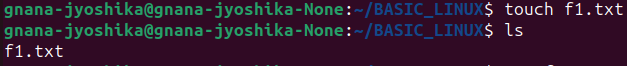 gnana-jyoshika@gnana-jyoshika-None:~/BASIC_LINUX$ touch f1.txt
gnana-jyoshika@gnana-jyoshika-None:~/BASIC_LINUX$ ls
f1.txt